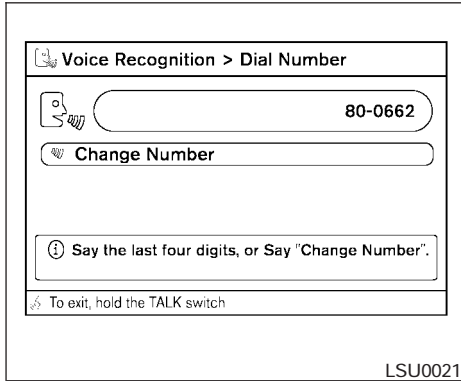 Voice Recognition > Dial Number
80-0662
Change Number
Say the last four digits, or Say "Change Number".
To exit, hold the TALK switch
LSU0021